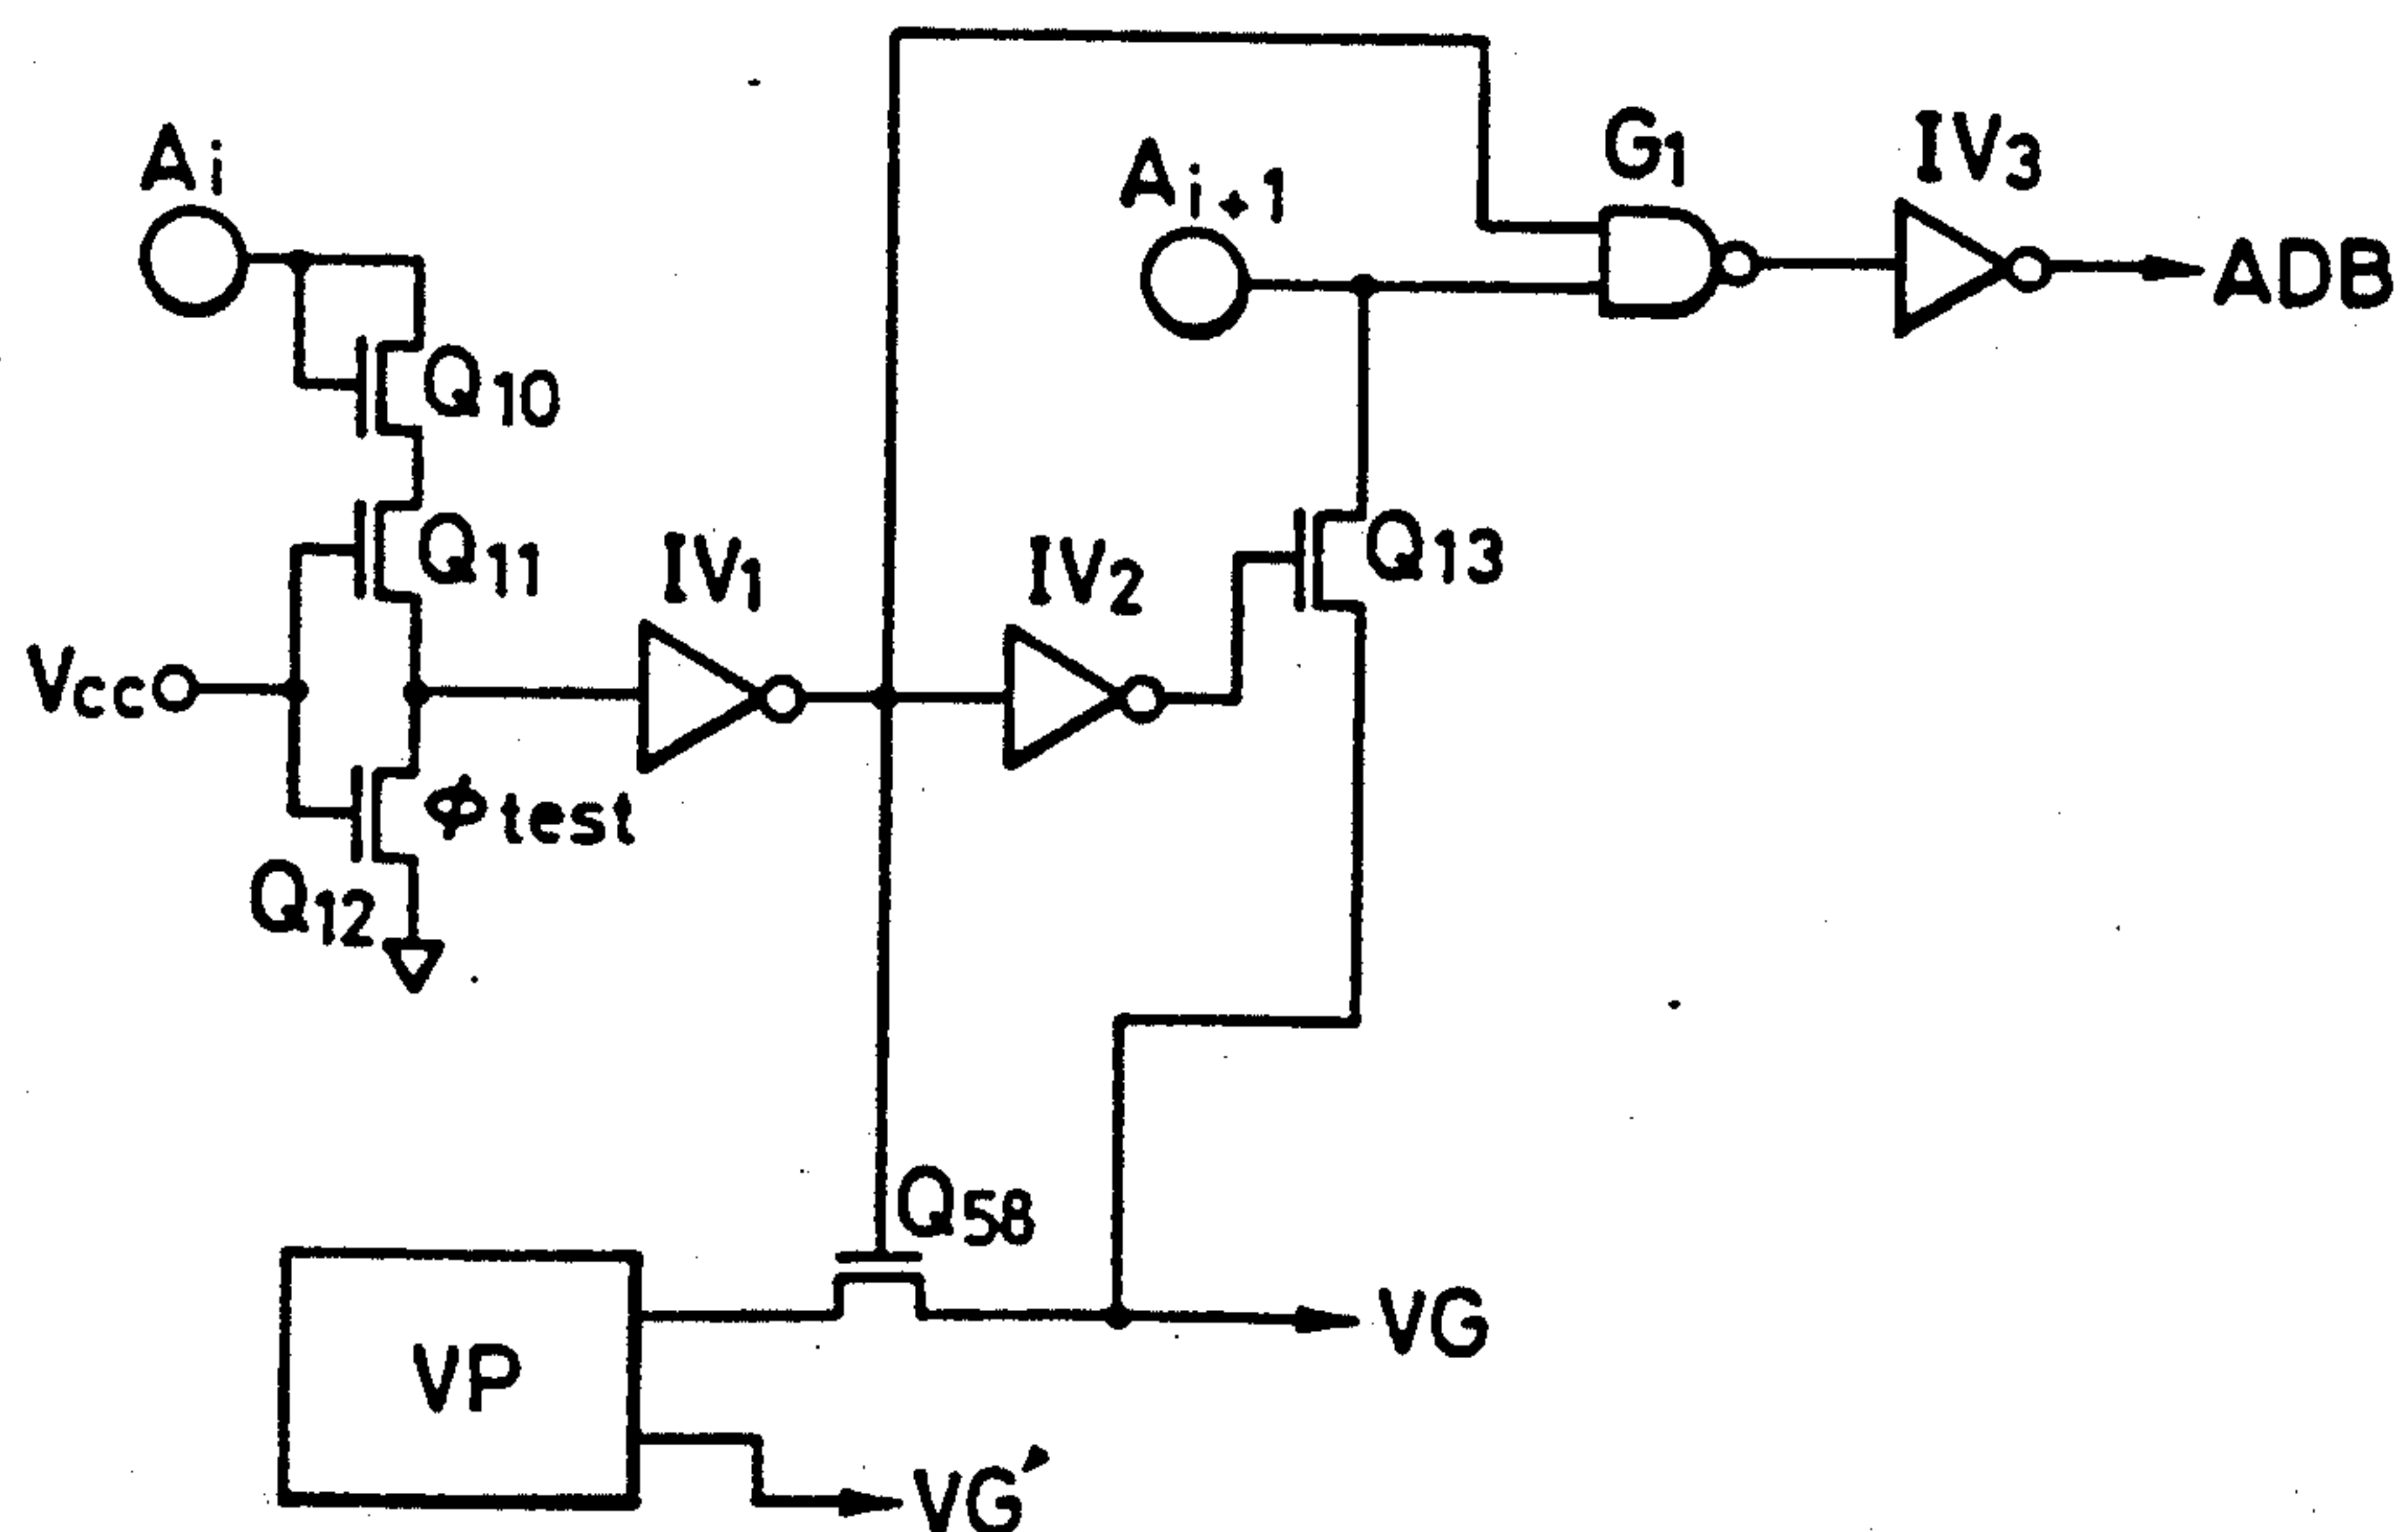 Ai
Ai+1
G1
IV3
ADB
Q10
Q11
IV1
IV2
Q13
Vcc
Φtest
Q12
Q58
VG
VP
VG'